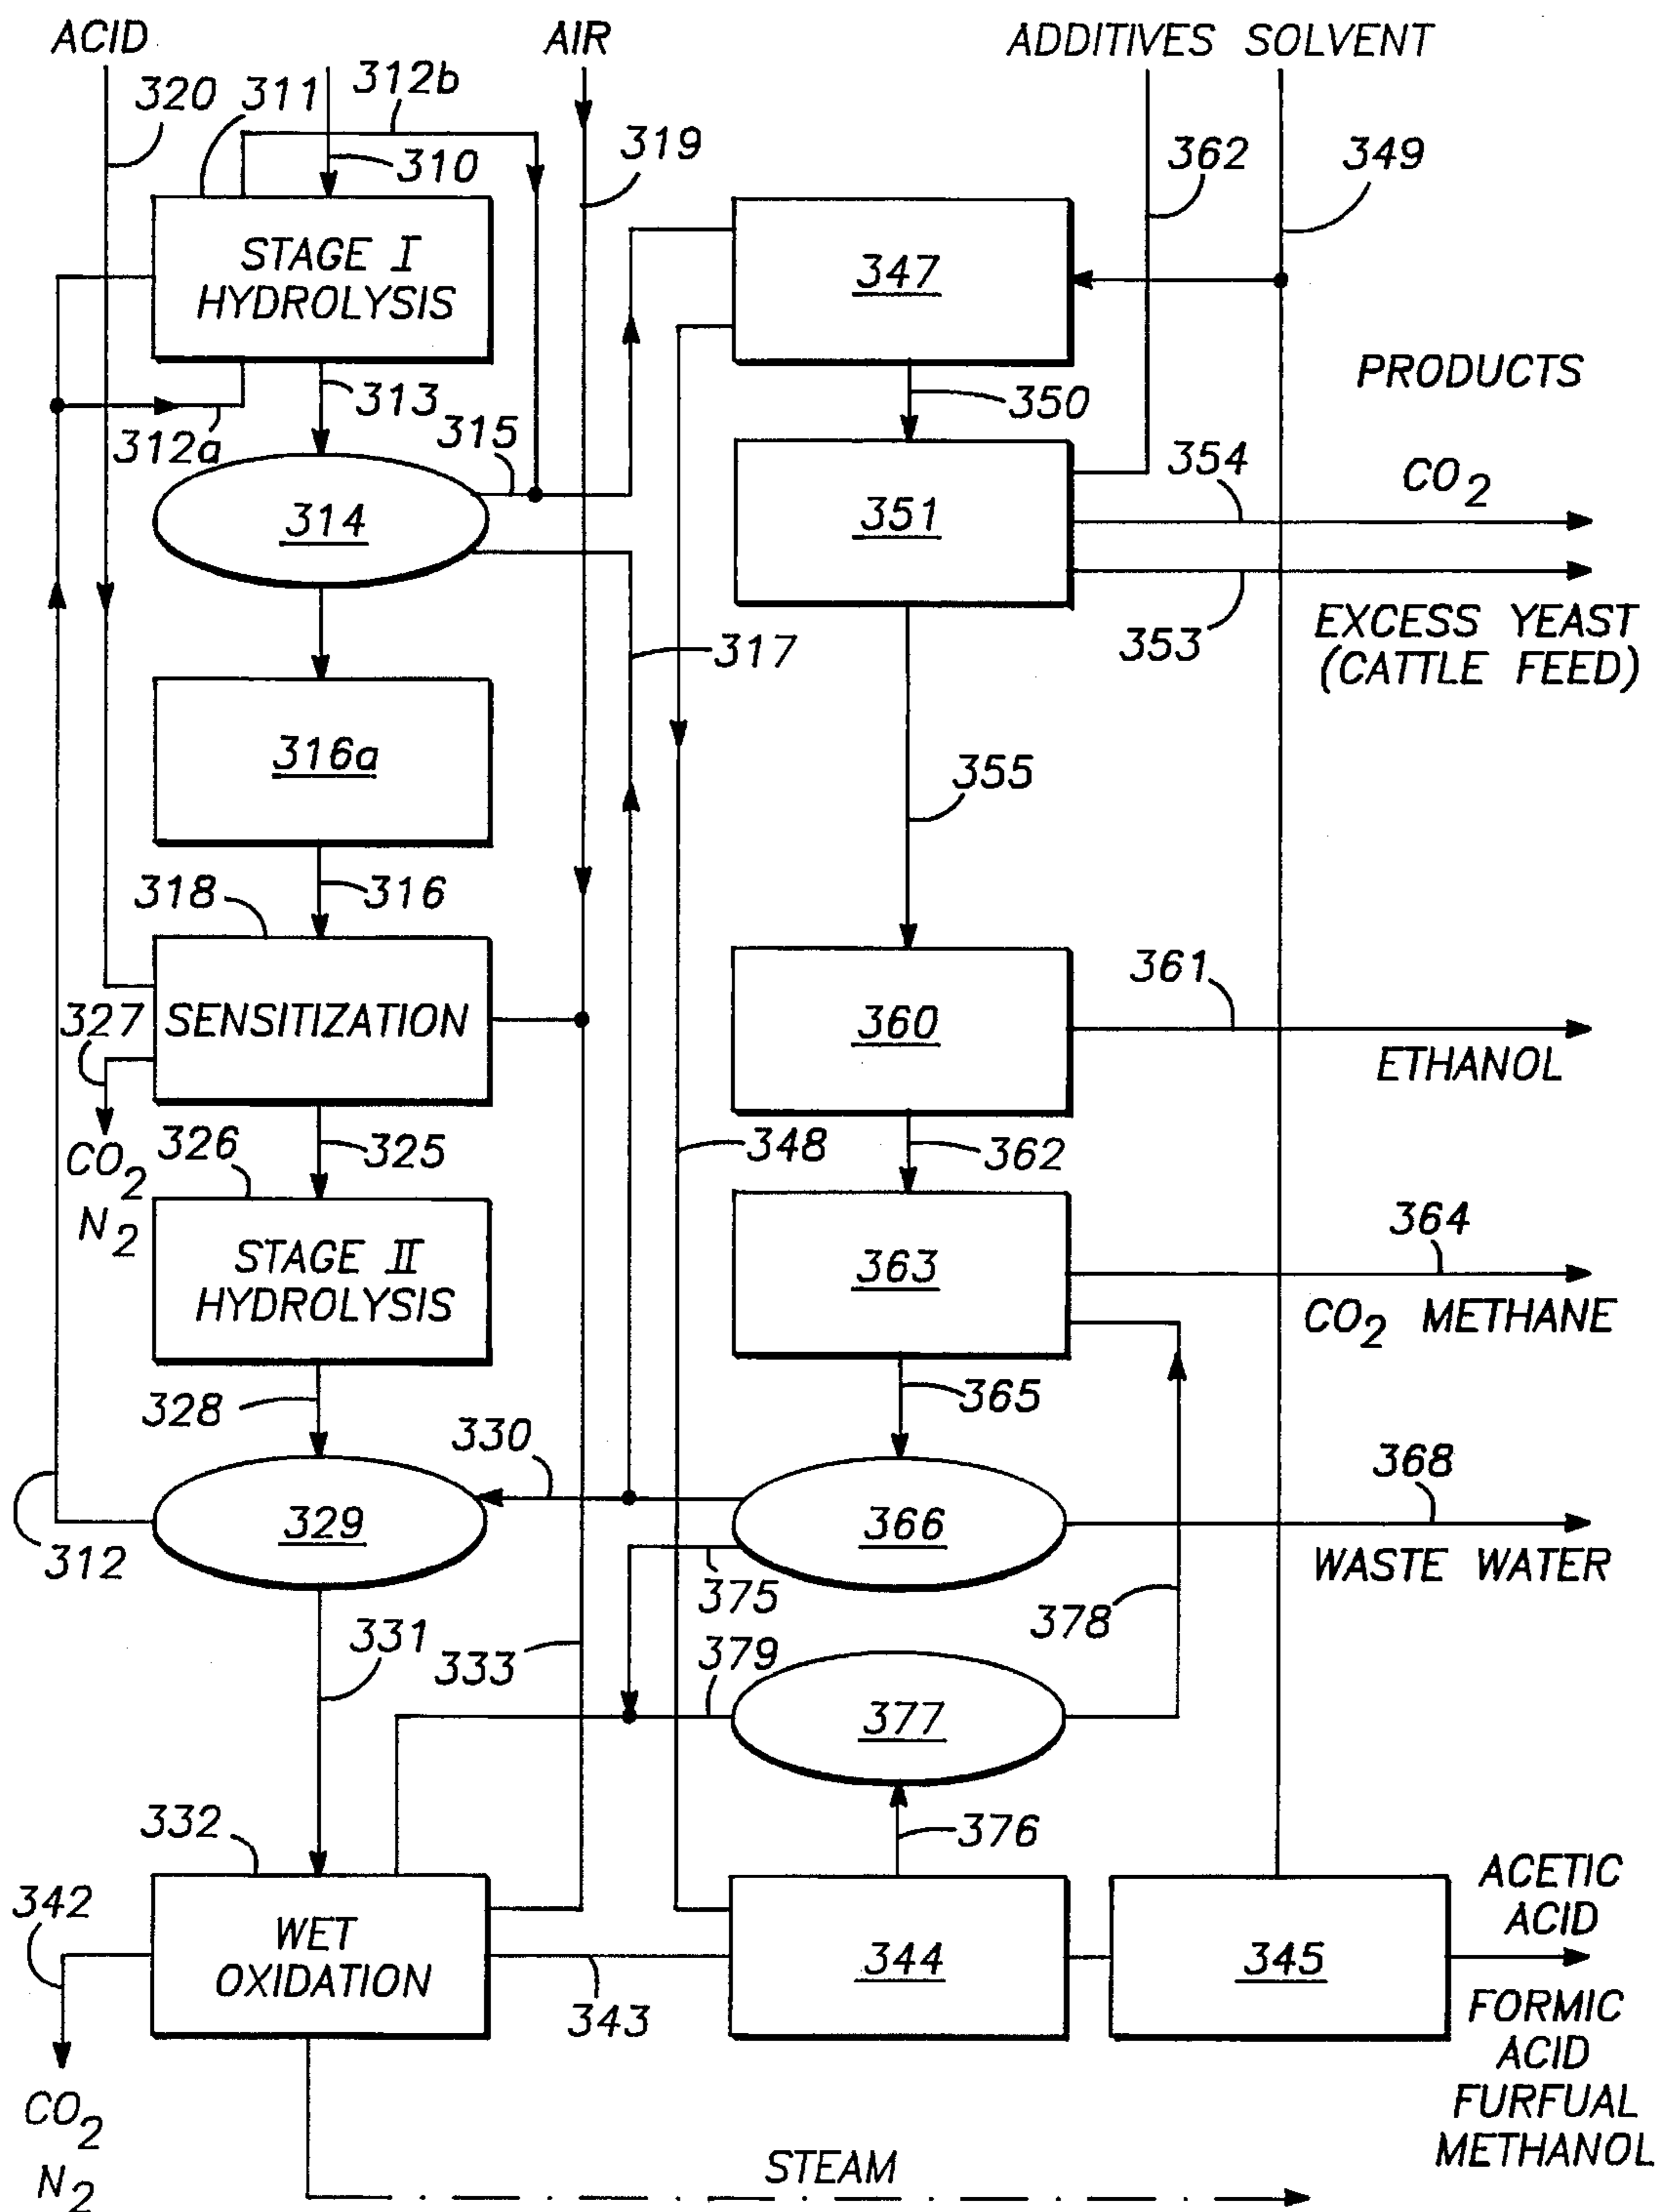 ACID
AIR
ADDITIVES SOLVENT
320
311
312b
310
319
362
349
STAGE I
HYDROLYSIS
347
PRODUCTS
313
350
312a
315
354
CO2
314
351
353
EXCESS YEAST
(CATTLE FEED)
317
316a
355
318
316
361
327
SENSITIZATION
360
ETHANOL
326
325
348
362
CO2
N2
364
STAGE II
HYDROLYSIS
363
CO2 METHANE
328
365
330
368
329
366
312
WASTE WATER
375
378
331
333
379
377
332
376
342
ACETIC
ACID
WET
OXIDATION
344
345
343
FORMIC
ACID
FURFUAL
METHANOL
CO2
N2
STEAM